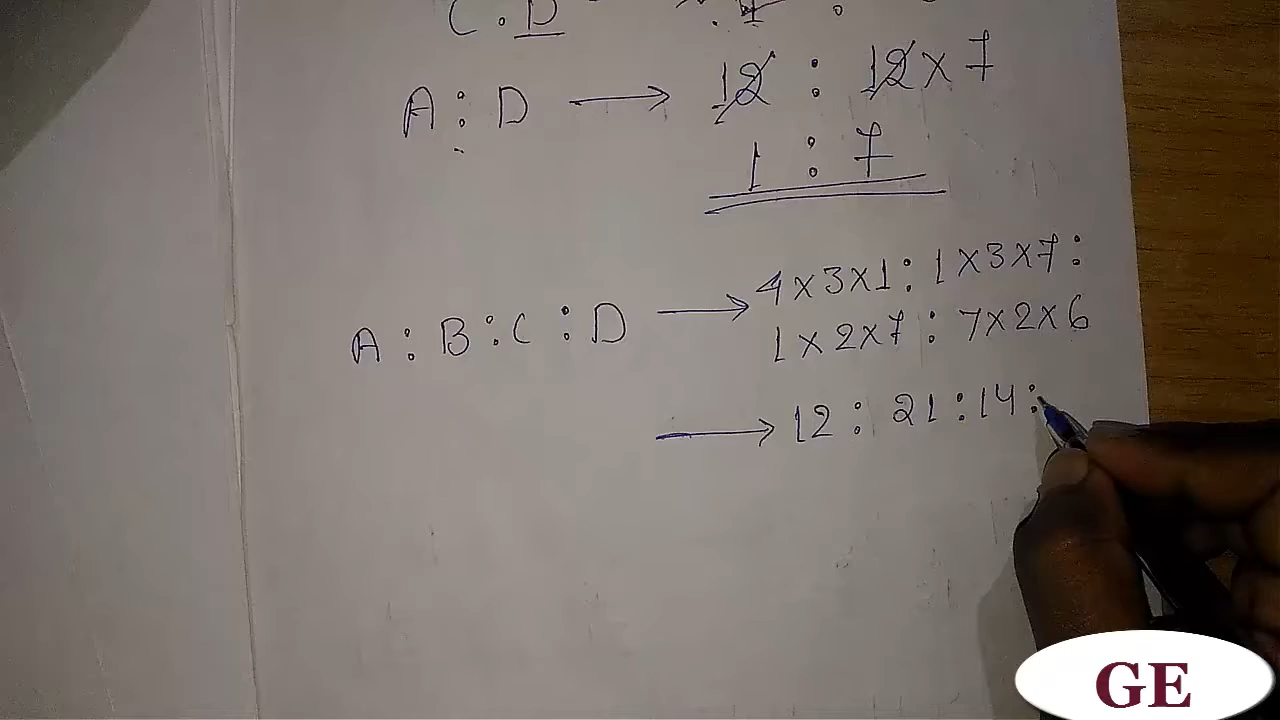 C : D
A : D → 12 : 12 × 7
1 : 7
A : B : C : D → 4×3×1 : 1×3×7 :
1×2×7 : 7×2×6
→ 12 : 21 : 14 :
GE